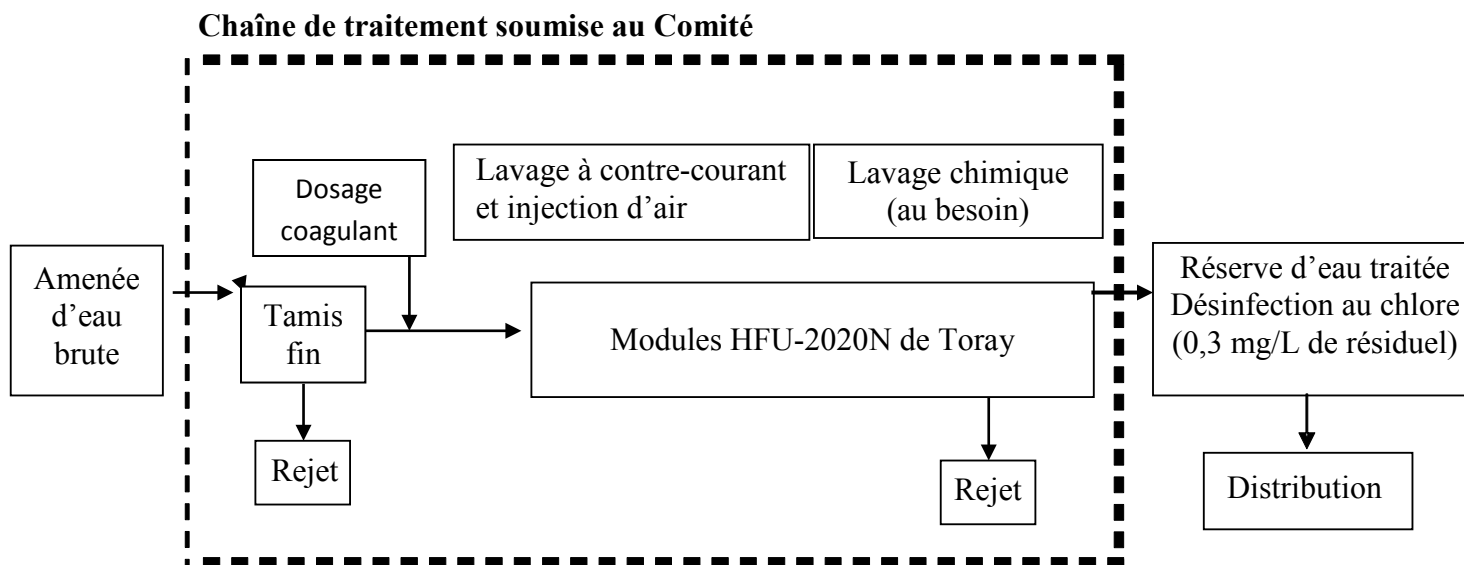 Chaîne de traitement soumise au Comité
Dosage
coagulant
Lavage à contre-courant
et injection d’air
Lavage chimique
(au besoin)
Amenée
d’eau
brute
Tamis
fin
Modules HFU-2020N de Toray
Réserve d’eau traitée
Désinfection au chlore
(0,3 mg/L de résiduel)
Rejet
Rejet
Distribution